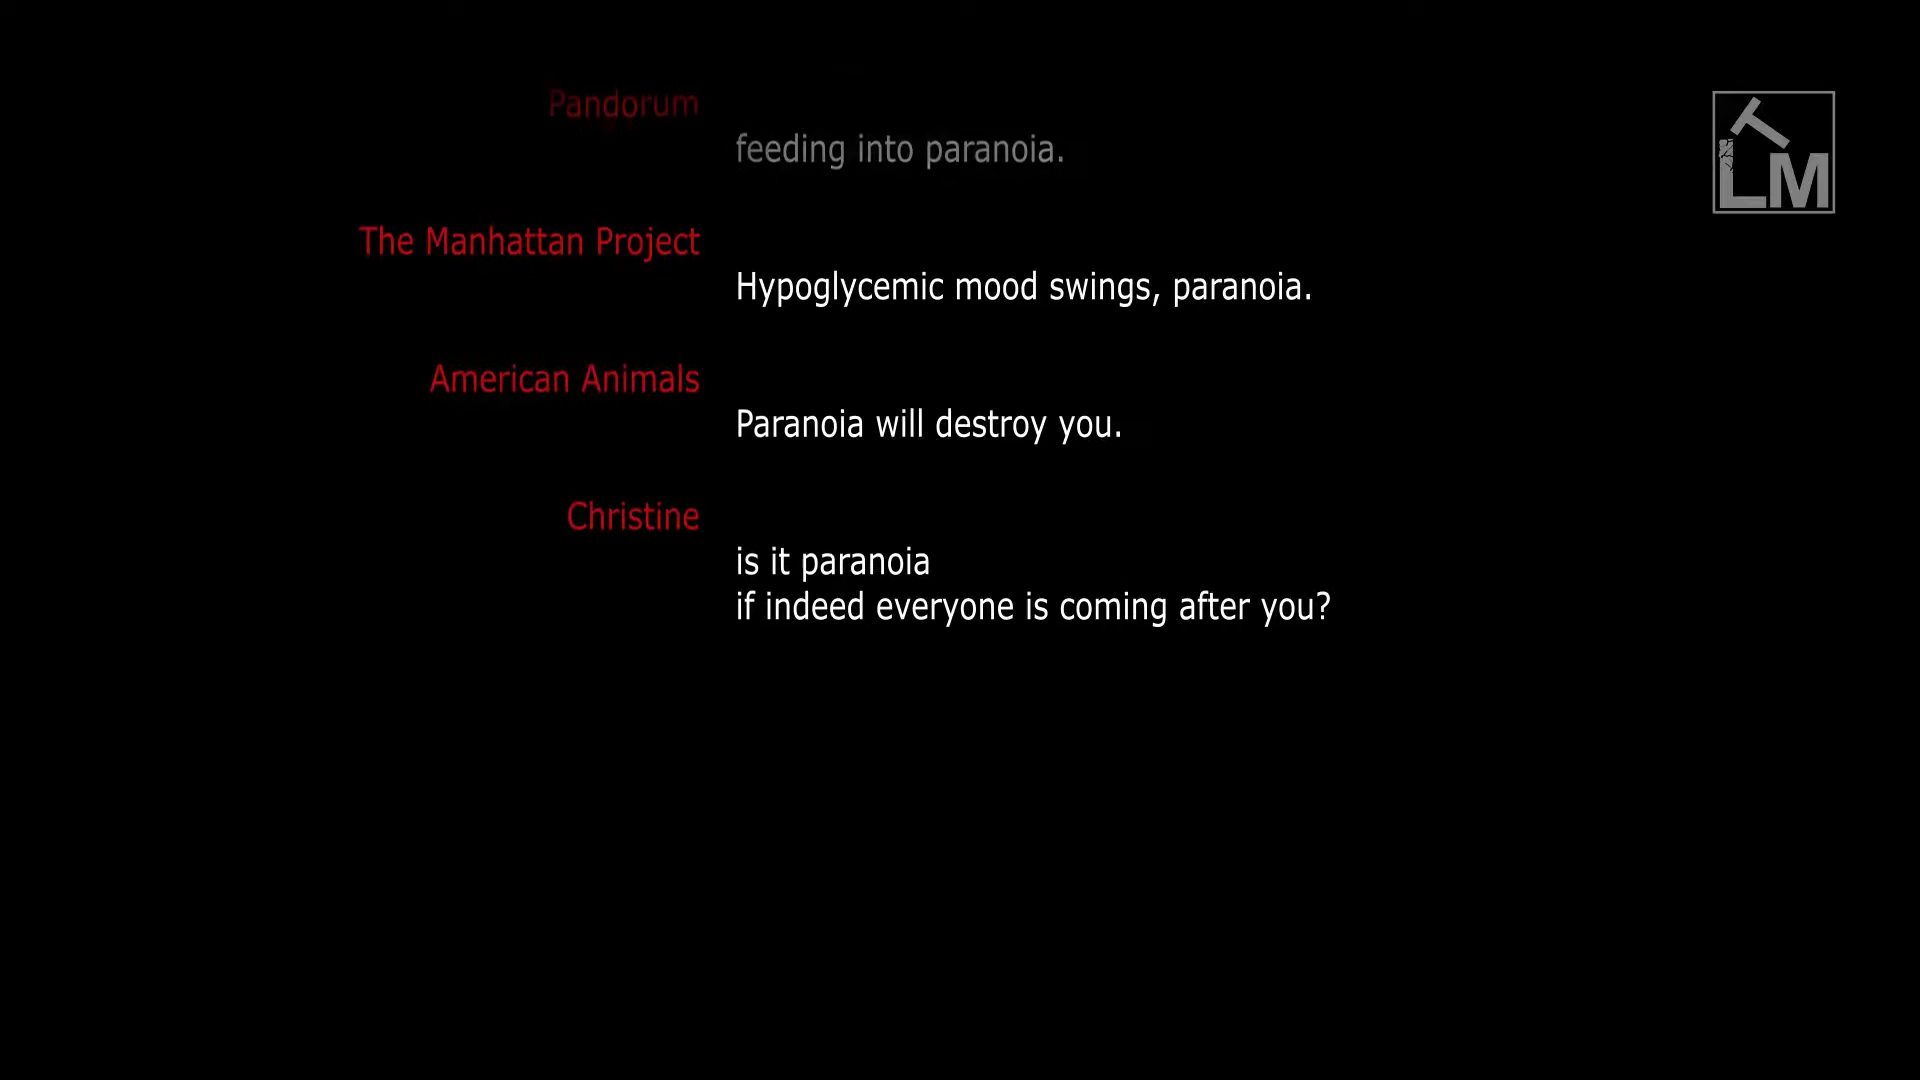 Pandorum
feeding into paranoia.
The Manhattan Project
Hypoglycemic mood swings, paranoia.
American Animals
Paranoia will destroy you.
Christine
is it paranoia
if indeed everyone is coming after you?
TLM